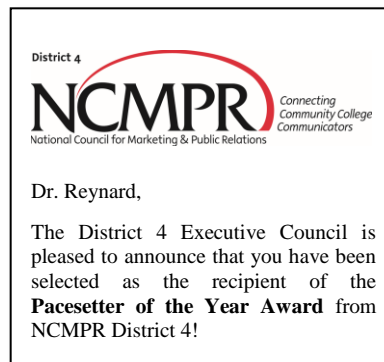 District 4
NCMPR
Connecting
Community College
Communicators
National Council for Marketing & Public Relations
Dr. Reynard,
The District 4 Executive Council is
pleased to announce that you have been
selected as the recipient of the
Pacesetter of the Year Award from
NCMPR District 4!